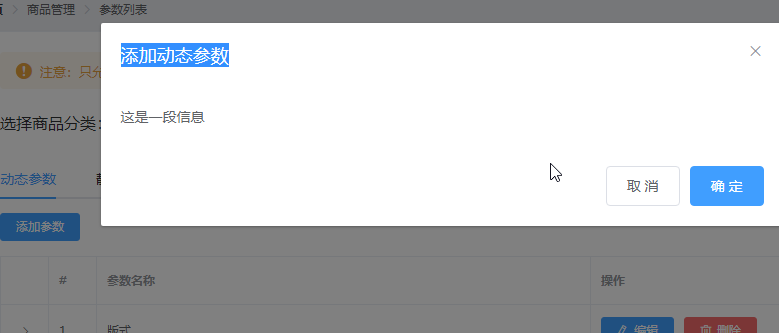 商品管理 > 参数列表
添加动态参数
注意：只允
这是一段信息
选择商品分类：
取 消 确 定
动态参数
添加参数
# 参数名称 操作
1 版式 编辑 删除